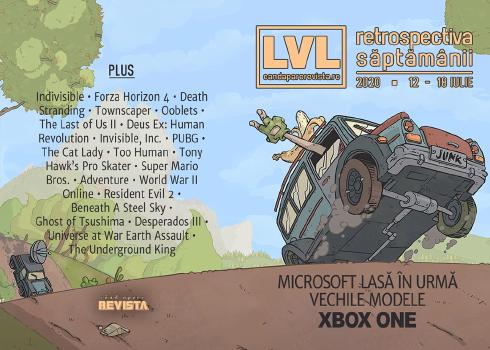 PLUS
Indivisible • Forza Horizon 4 • Death
Stranding • Townscaper • Ooblets •
The Last of Us II • Deus Ex: Human
Revolution • Invisible, Inc. • PUBG •
The Cat Lady • Too Human • Tony
Hawk's Pro Skater • Super Mario
Bros. • Adventure • World War II
Online • Resident Evil 2 •
Beneath A Steel Sky •
Ghost of Tsushima • Desperados III •
Universe at War Earth Assault •
The Underground King
REVISTA
LVL
candaparerevista.ro
retrospectiva
săptămânii
2020 • 12 - 18 IULIE
JUNK
MICROSOFT LASĂ ÎN URMĂ
VECHILE MODELE
XBOX ONE